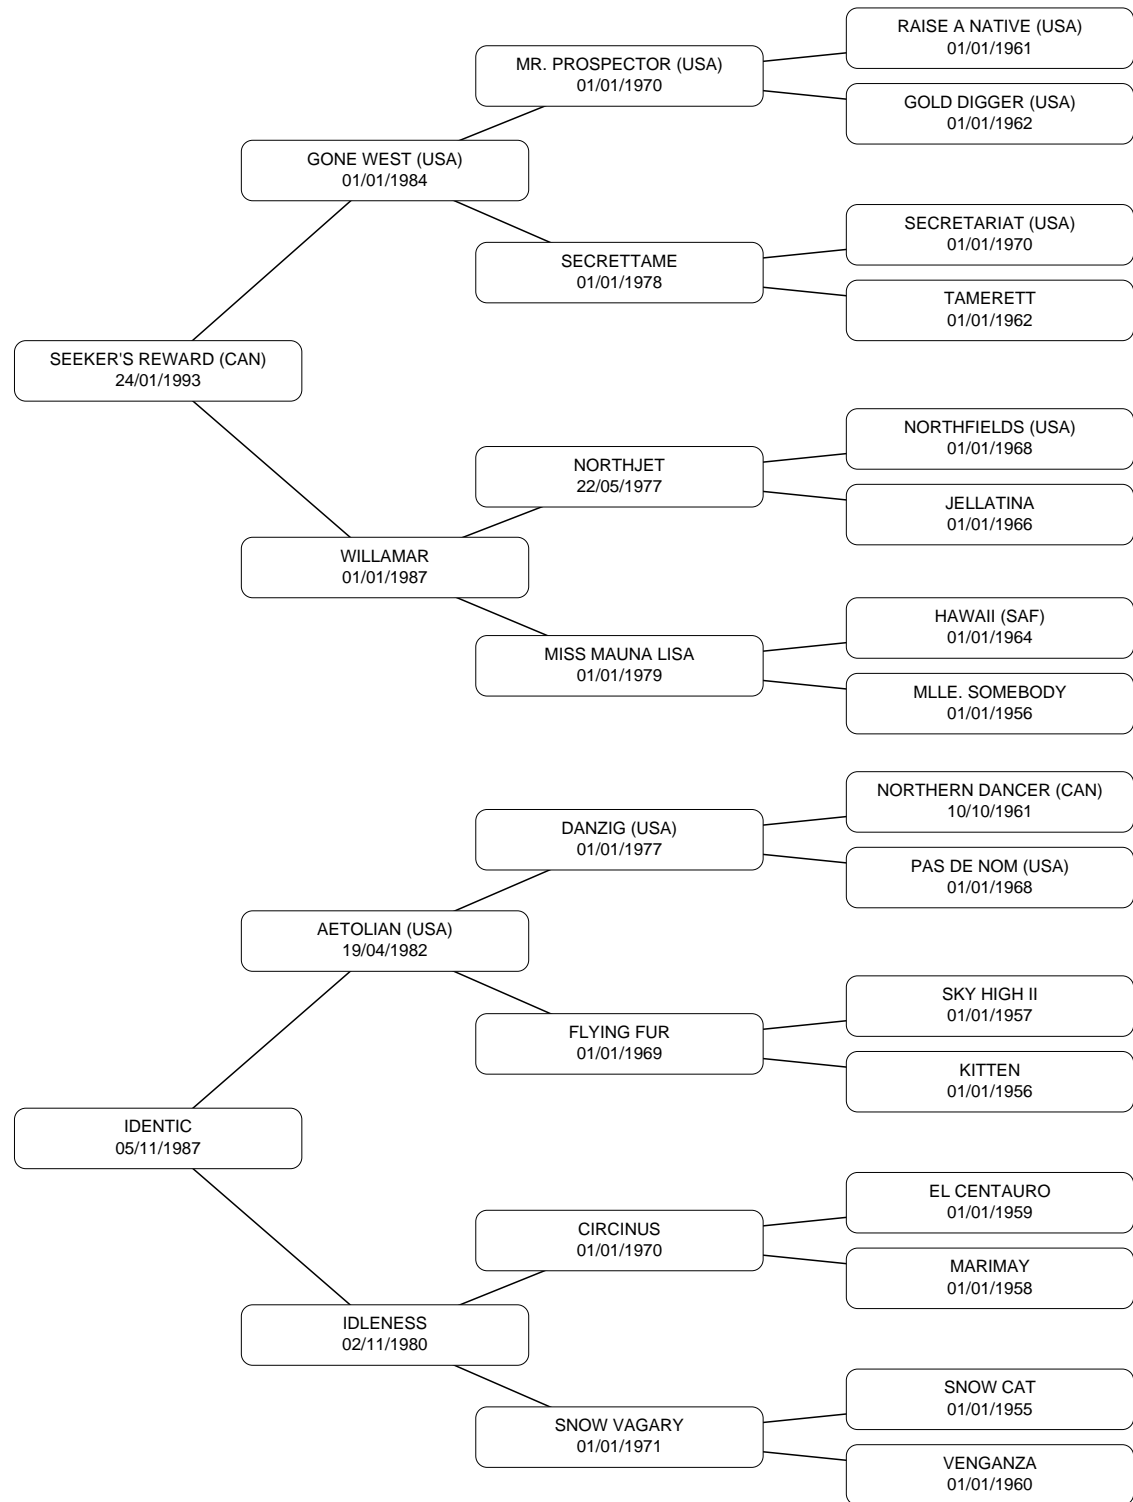 RAISE A NATIVE (USA)
01/01/1961
MR. PROSPECTOR (USA)
01/01/1970
GOLD DIGGER (USA)
01/01/1962
GONE WEST (USA)
01/01/1984
SECRETARIAT (USA)
01/01/1970
SECRETTAME
01/01/1978
TAMERETT
01/01/1962
SEEKER'S REWARD (CAN)
24/01/1993
NORTHFIELDS (USA)
01/01/1968
NORTHJET
22/05/1977
JELLATINA
01/01/1966
WILLAMAR
01/01/1987
HAWAII (SAF)
01/01/1964
MISS MAUNA LISA
01/01/1979
MLLE. SOMEBODY
01/01/1956
NORTHERN DANCER (CAN)
10/10/1961
DANZIG (USA)
01/01/1977
PAS DE NOM (USA)
01/01/1968
AETOLIAN (USA)
19/04/1982
SKY HIGH II
01/01/1957
FLYING FUR
01/01/1969
KITTEN
01/01/1956
IDENTIC
05/11/1987
EL CENTAURO
01/01/1959
CIRCINUS
01/01/1970
MARIMAY
01/01/1958
IDLENESS
02/11/1980
SNOW CAT
01/01/1955
SNOW VAGARY
01/01/1971
VENGANZA
01/01/1960